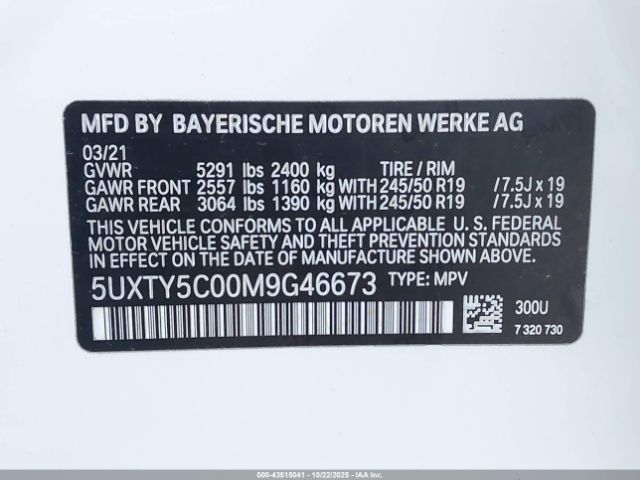 MFD BY BAYERISCHE MOTOREN WERKE AG
03/21
GVWR 5291 lbs 2400 kg TIRE / RIM
GAWR FRONT 2557 lbs 1160 kg WITH 245/50 R19 /7.5J x 19
GAWR REAR 3064 lbs 1390 kg WITH 245/50 R19 /7.5J x 19
THIS VEHICLE CONFORMS TO ALL APPLICABLE U.S. FEDERAL
MOTOR VEHICLE SAFETY AND THEFT PREVENTION STANDARDS
IN EFFECT ON THE DATE OF MANUFACTURE SHOWN ABOVE.
5UXTY5C00M9G46673 TYPE: MPV
300U
7 320 730
000-43515041 - 10/22/2025 - COPYRIGHT © 2025 IAA, LLC